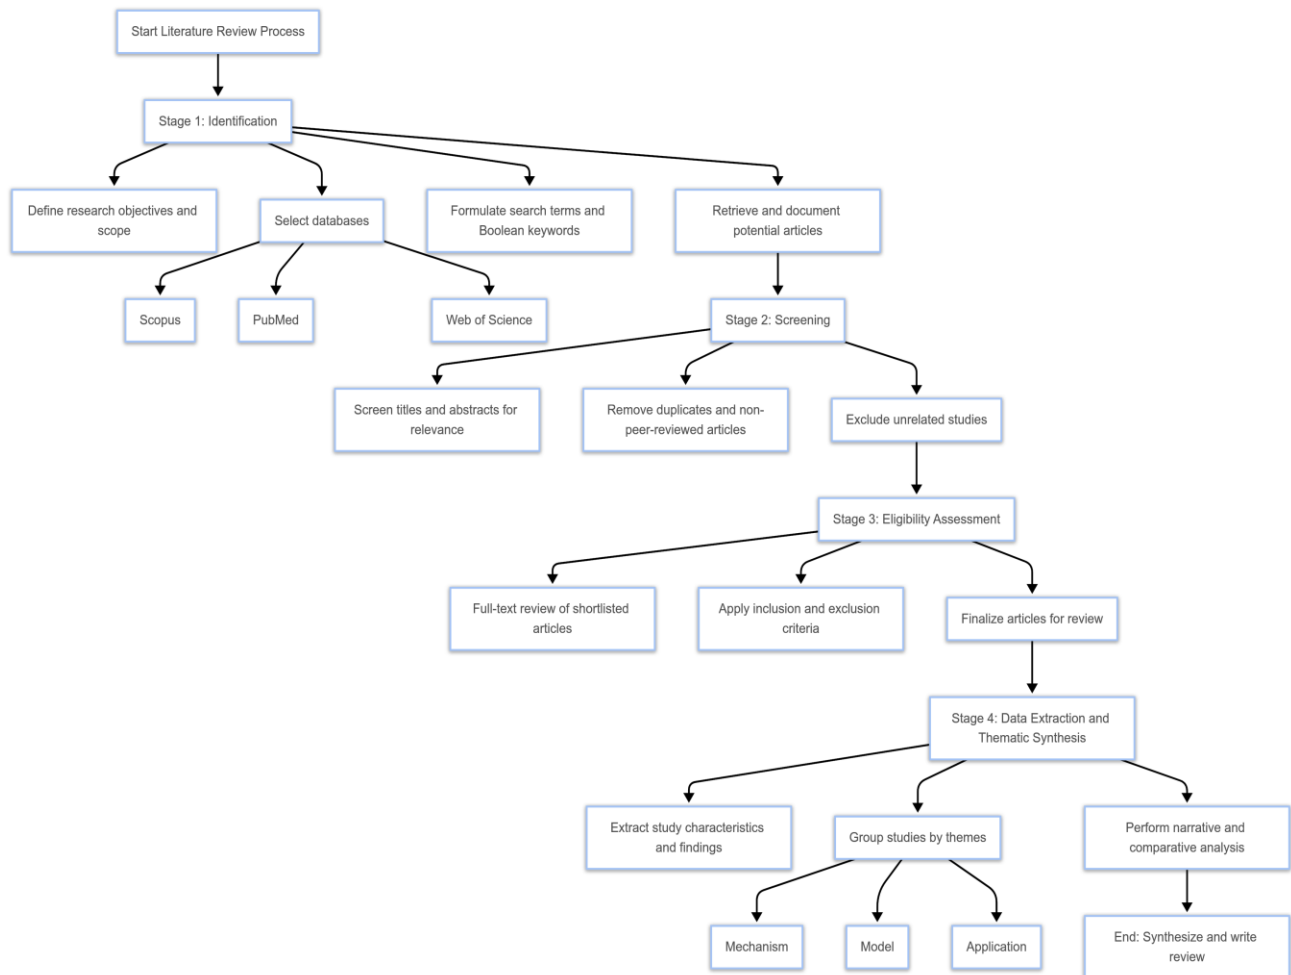 Start Literature Review Process
Stage 1: Identification
Define research objectives and
scope
Select databases
Formulate search terms and
Boolean keywords
Retrieve and document
potential articles
Scopus
PubMed
Web of Science
Stage 2: Screening
Screen titles and abstracts for
relevance
Remove duplicates and non-
peer-reviewed articles
Exclude unrelated studies
Stage 3: Eligibility Assessment
Full-text review of shortlisted
articles
Apply inclusion and exclusion
criteria
Finalize articles for review
Stage 4: Data Extraction and
Thematic Synthesis
Extract study characteristics
and findings
Group studies by themes
Perform narrative and
comparative analysis
Mechanism
Model
Application
End: Synthesize and write
review